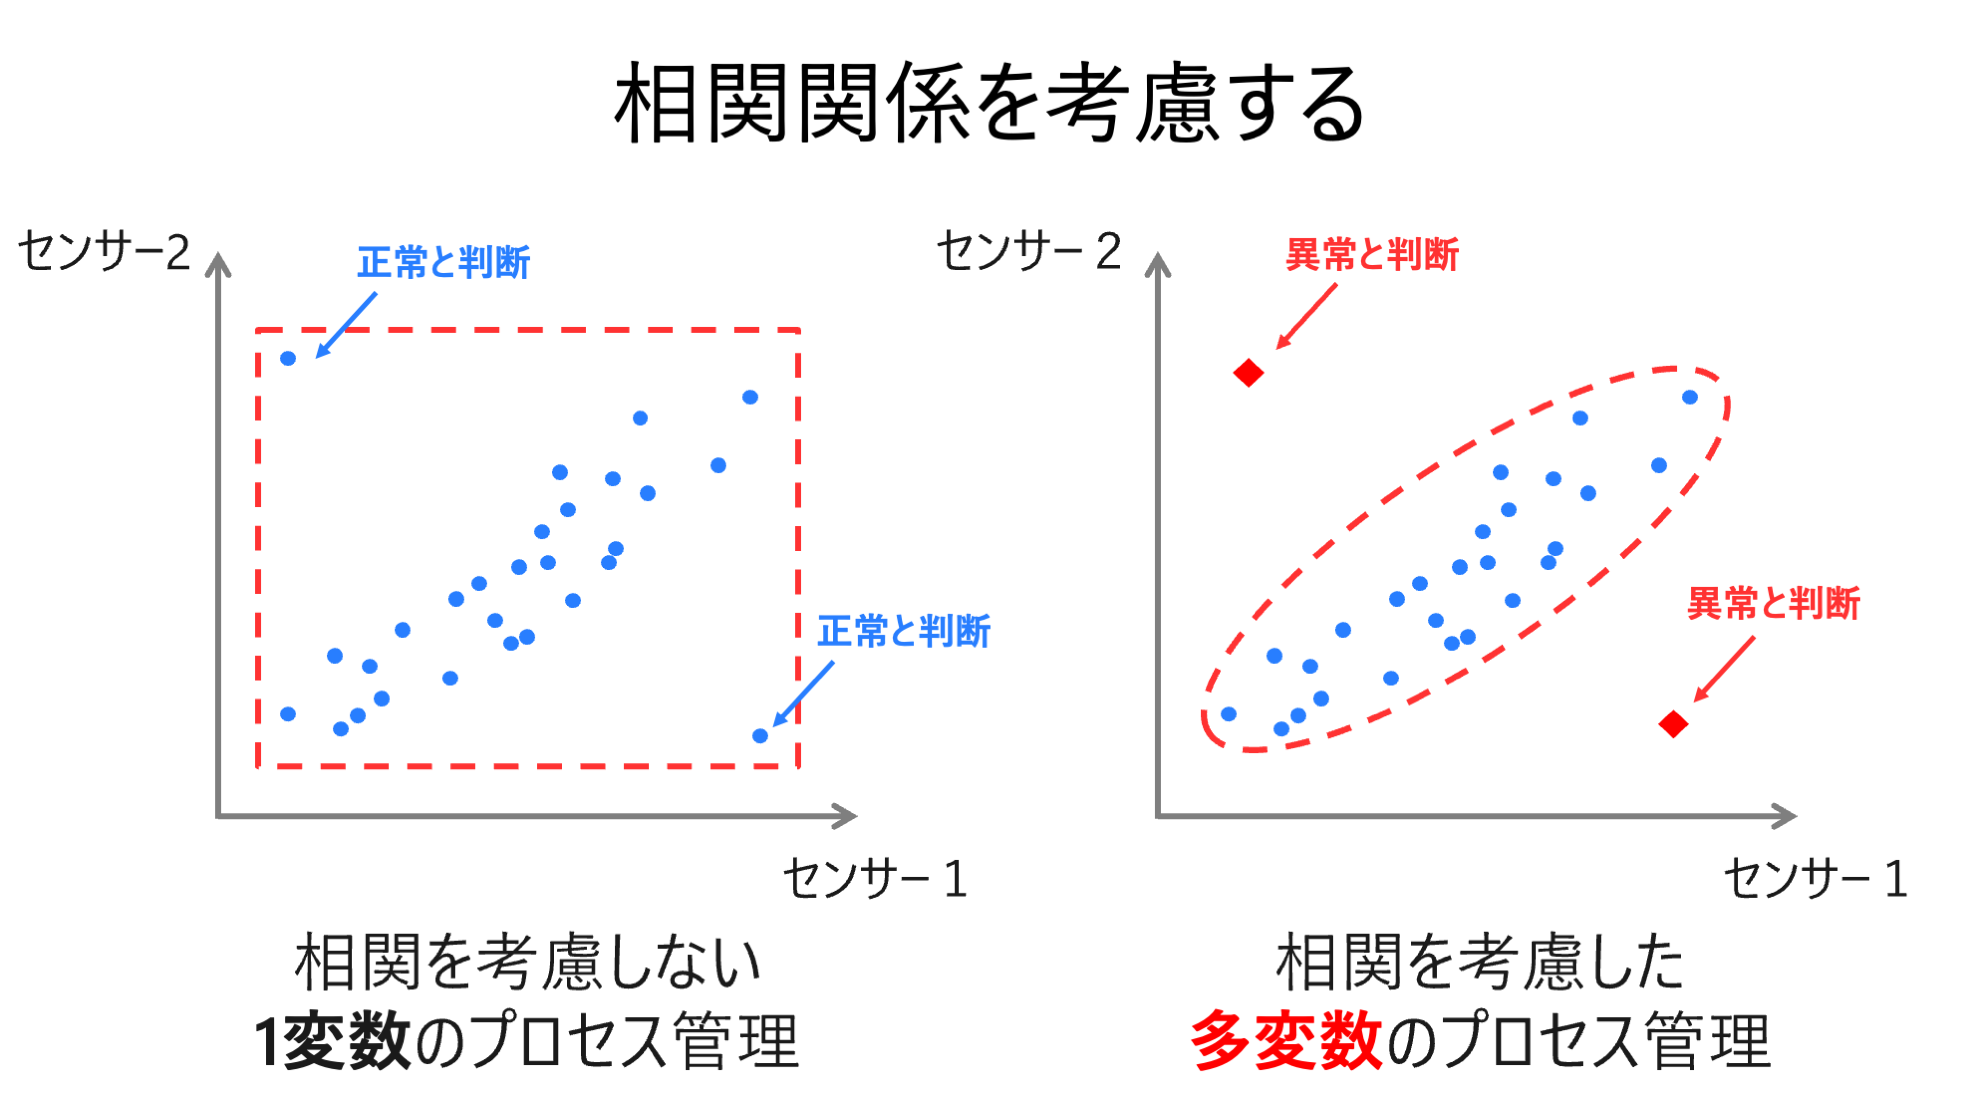 相関関係を考慮する
センサー2
正常と判断
正常と判断
センサー 1
相関を考慮しない
1変数のプロセス管理
センサー 2
異常と判断
異常と判断
センサー 1
相関を考慮した
多変数のプロセス管理